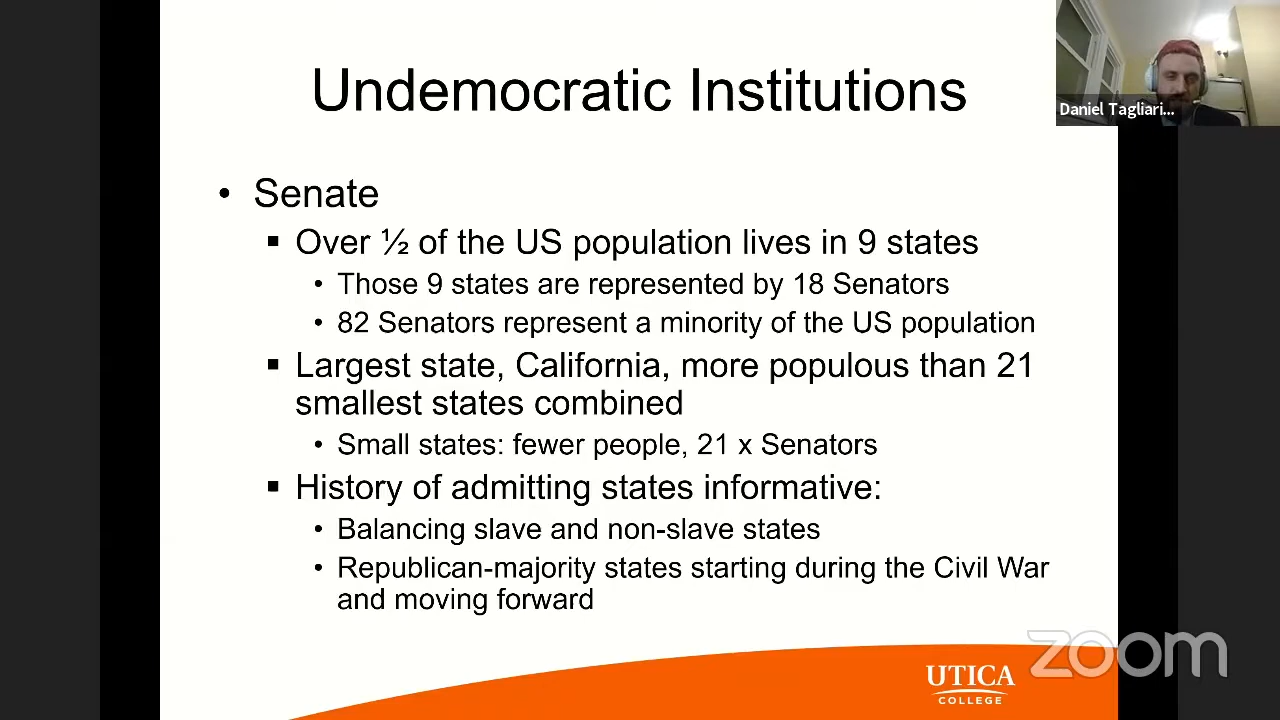 Undemocratic Institutions
Daniel Tagliari...
• Senate
▪ Over ½ of the US population lives in 9 states
• Those 9 states are represented by 18 Senators
• 82 Senators represent a minority of the US population
▪ Largest state, California, more populous than 21
smallest states combined
• Small states: fewer people, 21 x Senators
▪ History of admitting states informative:
• Balancing slave and non-slave states
• Republican-majority states starting during the Civil War
and moving forward
zoom
UTICA
COLLEGE